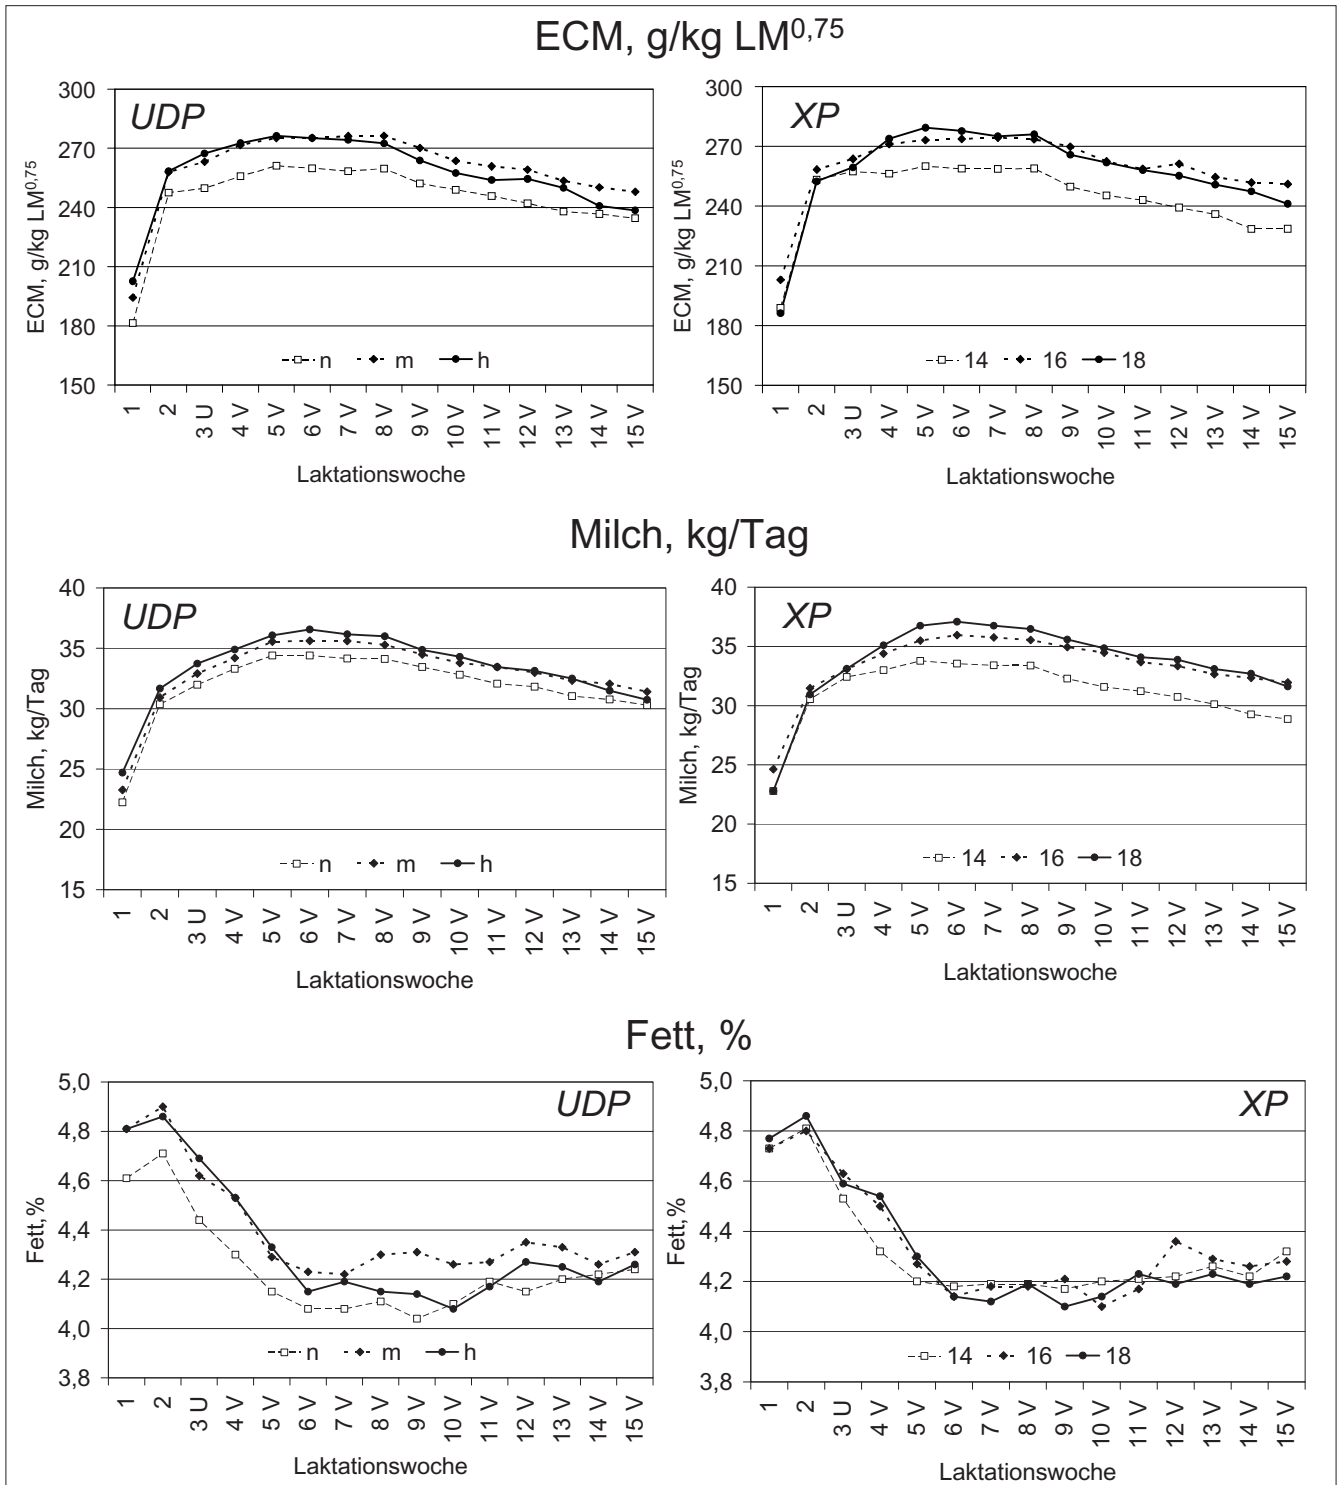 ECM, g/kg LM0,75
UDP
ECM, g/kg LM0,75
300
270
240
210
180
150
n m h
1 2 3 U 4 V 5 V 6 V 7 V 8 V 9 V 10 V 11 V 12 V 13 V 14 V 15 V
Laktationswoche
XP
ECM, g/kg LM0,75
300
270
240
210
180
150
14 16 18
1 2 3 U 4 V 5 V 6 V 7 V 8 V 9 V 10 V 11 V 12 V 13 V 14 V 15 V
Laktationswoche
Milch, kg/Tag
UDP
Milch, kg/Tag
40
35
30
25
20
15
n m h
1 2 3 U 4 V 5 V 6 V 7 V 8 V 9 V 10 V 11 V 12 V 13 V 14 V 15 V
Laktationswoche
XP
Milch, kg/Tag
40
35
30
25
20
15
14 16 18
1 2 3 U 4 V 5 V 6 V 7 V 8 V 9 V 10 V 11 V 12 V 13 V 14 V 15 V
Laktationswoche
Fett, %
UDP
Fett,%
5,0
4,8
4,6
4,4
4,2
4,0
3,8
n m h
1 2 3 U 4 V 5 V 6 V 7 V 8 V 9 V 10 V 11 V 12 V 13 V 14 V 15 V
Laktationswoche
XP
Fett,%
5,0
4,8
4,6
4,4
4,2
4,0
3,8
14 16 18
1 2 3 U 4 V 5 V 6 V 7 V 8 V 9 V 10 V 11 V 12 V 13 V 14 V 15 V
Laktationswoche